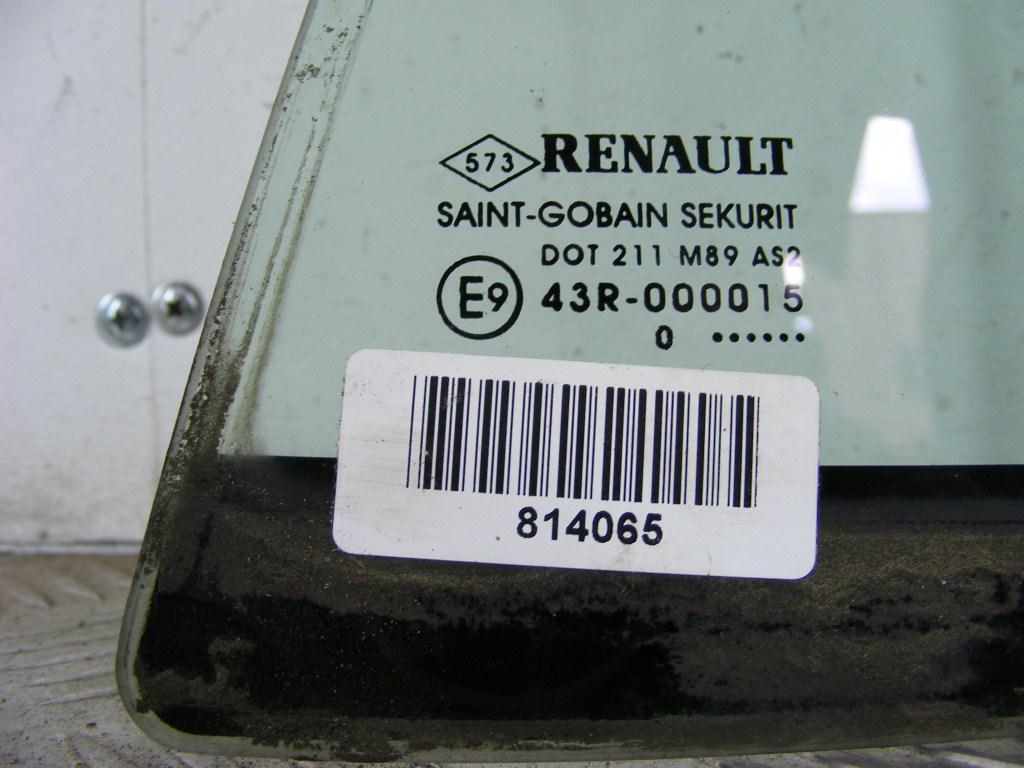 573 RENAULT
SAINT-GOBAIN SEKURIT
DOT 211 M89 AS2
E9 43R-000015
0 ······
814065